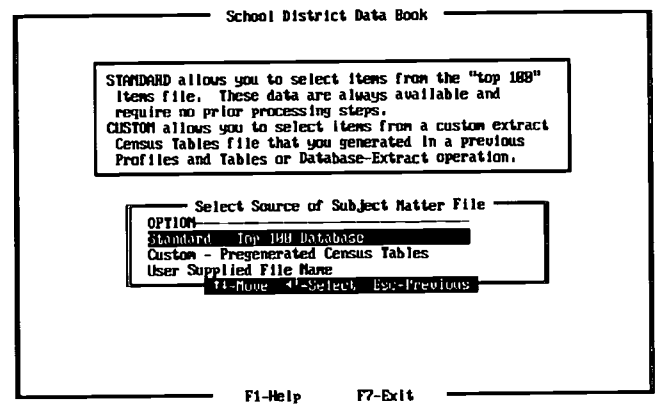 School District Data Book
STANDARD allows you to select items from the "top 100"
items file. These data are always available and
require no prior processing steps.
CUSTOM allows you to select items from a custom extract
Census Tables file that you generated in a previous
Profiles and Tables or Database-Extract operation.
Select Source of Subject Matter File
OPTION
Standard - Top 100 Database
Custom - Pregenerated Census Tables
User Supplied File Name
↑↓-Move ◄┘-Select Esc-Previous
F1-Help F7-Exit